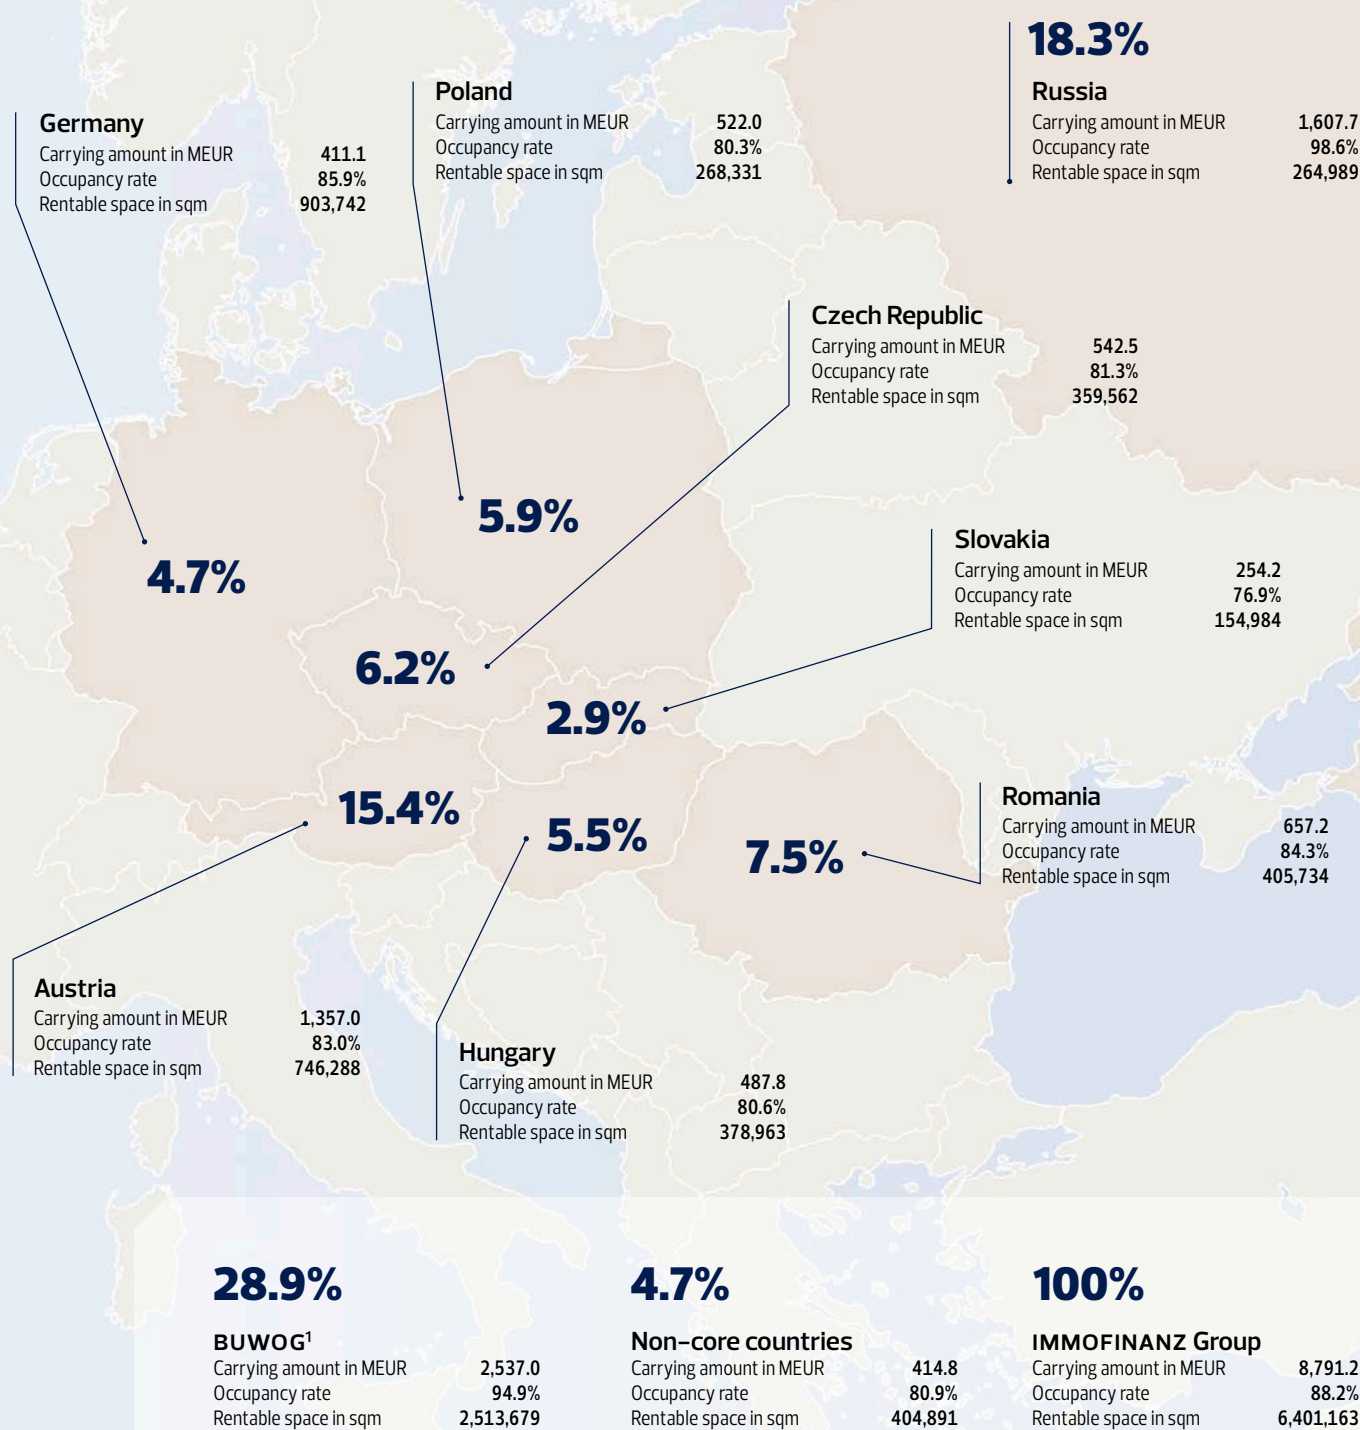 18.3%
Russia
Carrying amount in MEUR 1,607.7
Occupancy rate 98.6%
Rentable space in sqm 264,989
Poland
Carrying amount in MEUR 522.0
Occupancy rate 80.3%
Rentable space in sqm 268,331
Germany
Carrying amount in MEUR 411.1
Occupancy rate 85.9%
Rentable space in sqm 903,742
Czech Republic
Carrying amount in MEUR 542.5
Occupancy rate 81.3%
Rentable space in sqm 359,562
5.9%
4.7%
Slovakia
Carrying amount in MEUR 254.2
Occupancy rate 76.9%
Rentable space in sqm 154,984
6.2%
2.9%
15.4%
5.5%
7.5%
Romania
Carrying amount in MEUR 657.2
Occupancy rate 84.3%
Rentable space in sqm 405,734
Austria
Carrying amount in MEUR 1,357.0
Occupancy rate 83.0%
Rentable space in sqm 746,288
Hungary
Carrying amount in MEUR 487.8
Occupancy rate 80.6%
Rentable space in sqm 378,963
28.9%
BUWOG¹
Carrying amount in MEUR 2,537.0
Occupancy rate 94.9%
Rentable space in sqm 2,513,679
4.7%
Non-core countries
Carrying amount in MEUR 414.8
Occupancy rate 80.9%
Rentable space in sqm 404,891
100%
IMMOFINANZ Group
Carrying amount in MEUR 8,791.2
Occupancy rate 88.2%
Rentable space in sqm 6,401,163